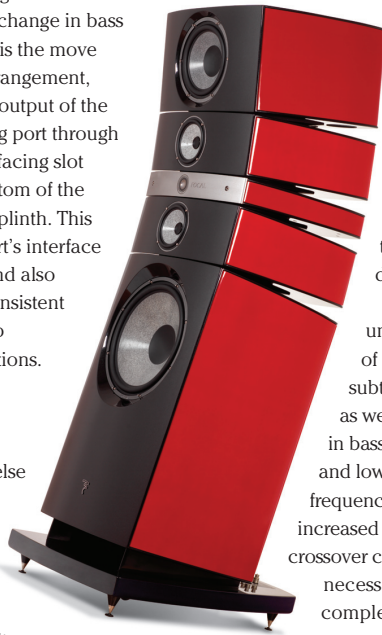 change in bass
is the move
rangement,
output of the
g port through
facing slot
tom of the
plinth. This
rt's interface
nd also
nsistent
o
tions.
else
t
c
un
of
subt
as we
in bass
and low
frequenc
increased
crossover c
necess
comple